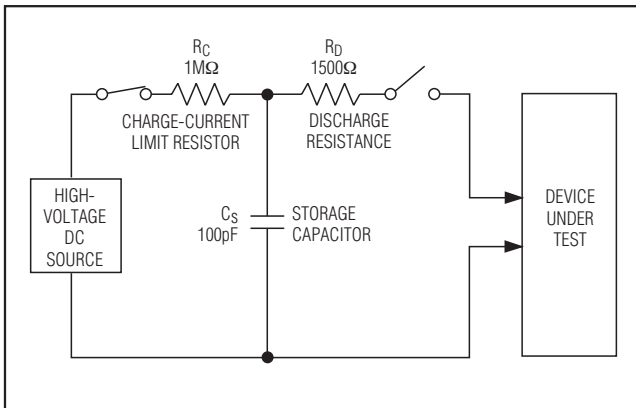 RC
1MΩ
CHARGE-CURRENT
LIMIT RESISTOR
RD
1500Ω
DISCHARGE
RESISTANCE
HIGH-
VOLTAGE
DC
SOURCE
CS
100pF
STORAGE
CAPACITOR
DEVICE
UNDER
TEST